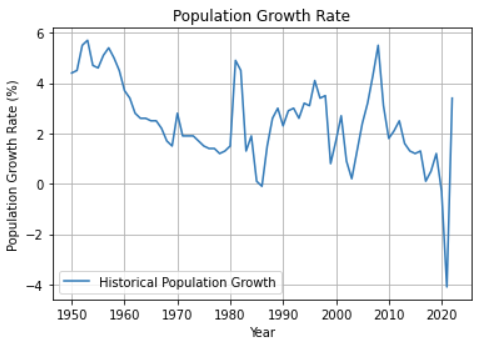 Population Growth Rate
Population Growth Rate (%)
6
4
2
0
−2
−4
Historical Population Growth
1950 1960 1970 1980 1990 2000 2010 2020
Year